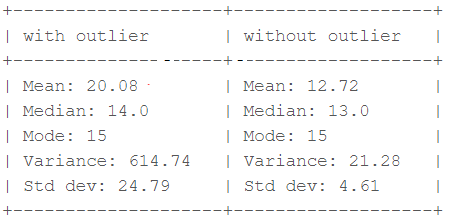 +---------------------+-------------------+
| with outlier | without outlier |
+---------------------+-------------------+
| Mean: 20.08 | Mean: 12.72 |
| Median: 14.0 | Median: 13.0 |
| Mode: 15 | Mode: 15 |
| Variance: 614.74 | Variance: 21.28 |
| Std dev: 24.79 | Std dev: 4.61 |
+---------------------+-------------------+